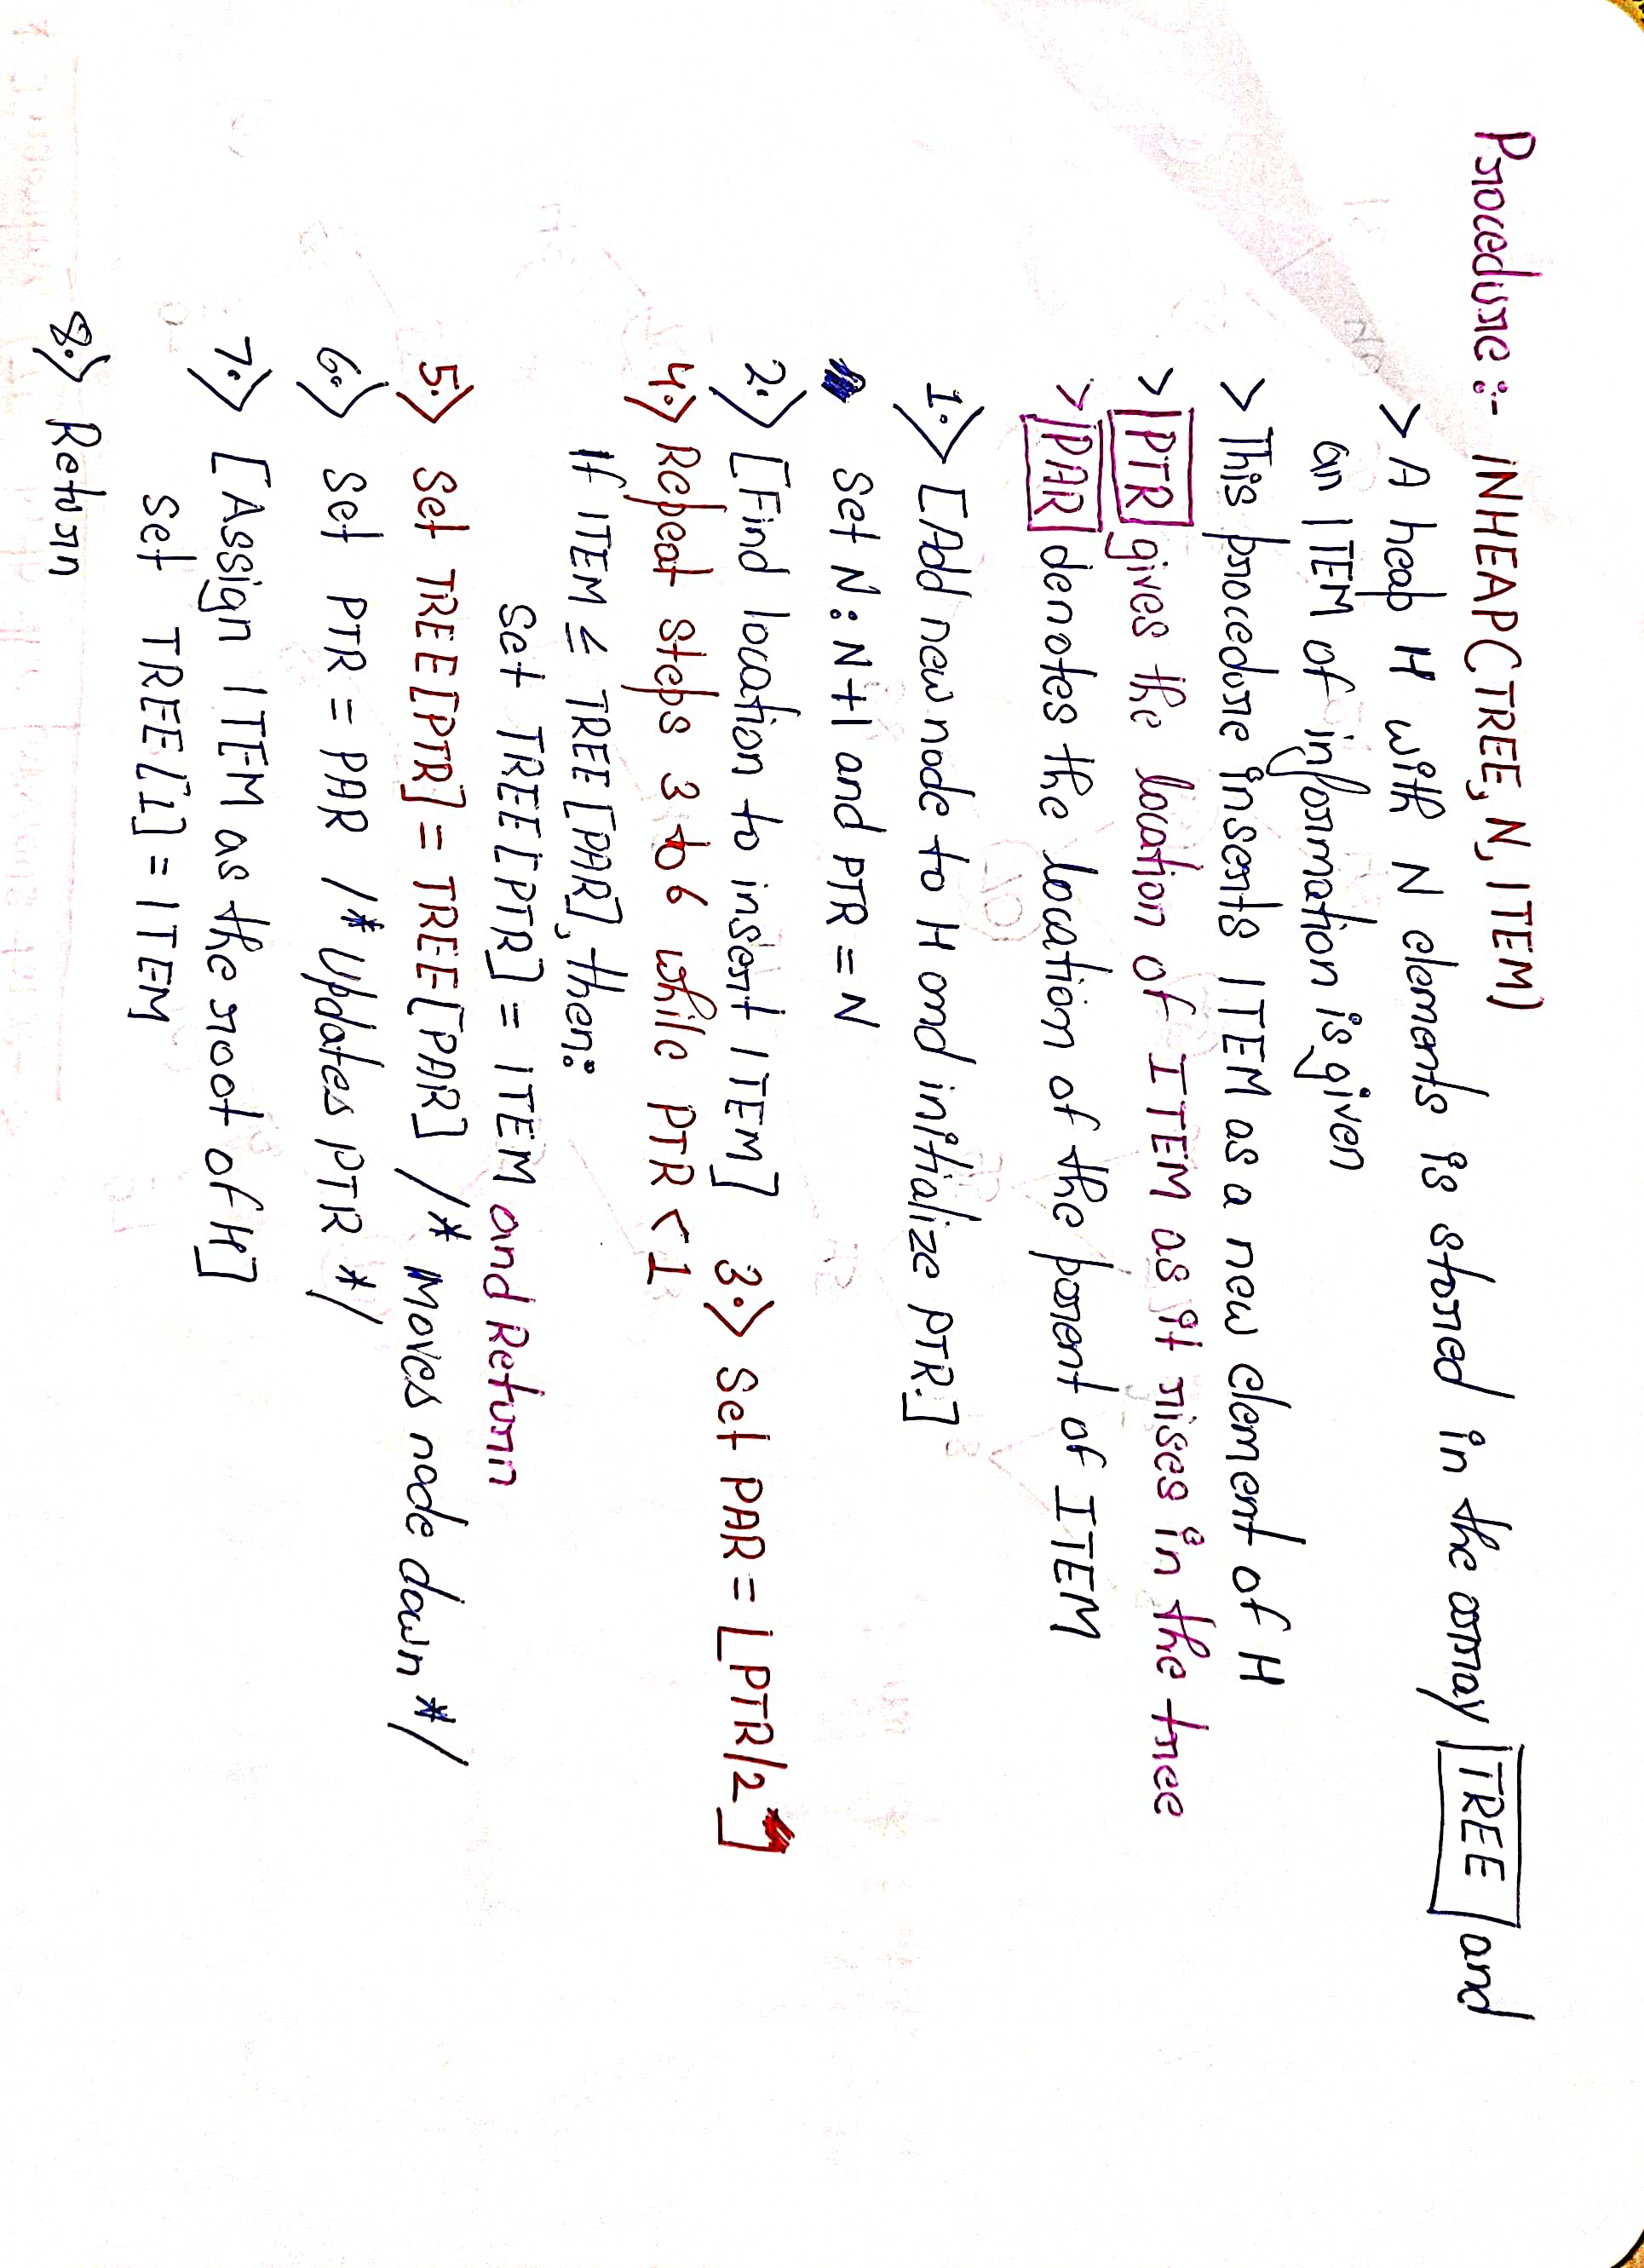 Procedure :- INHEAP(TREE, N, ITEM)
> A heap H with N elements is stored in the array TREE and
an ITEM of information is given
> This procedure inserts ITEM as a new element of H
> PTR gives the location of ITEM as it rises in the tree
> PAR denotes the location of the parent of ITEM
1.> [Add new node to H and initialize PTR.]
Set N : N+1 and PTR = N
2.> [Find location to insert ITEM] 3.> Set PAR = ⌊PTR/2⌋
4.> Repeat steps 3 to 6 while PTR < 1
If ITEM ≤ TREE[PAR], then:
Set TREE[PTR] = ITEM and Return
5.> Set TREE[PTR] = TREE[PAR] /* Moves node down */
6.> Set PTR = PAR /* Updates PTR */
7.> [Assign ITEM as the root of H]
Set TREE[1] = ITEM
8.> Return